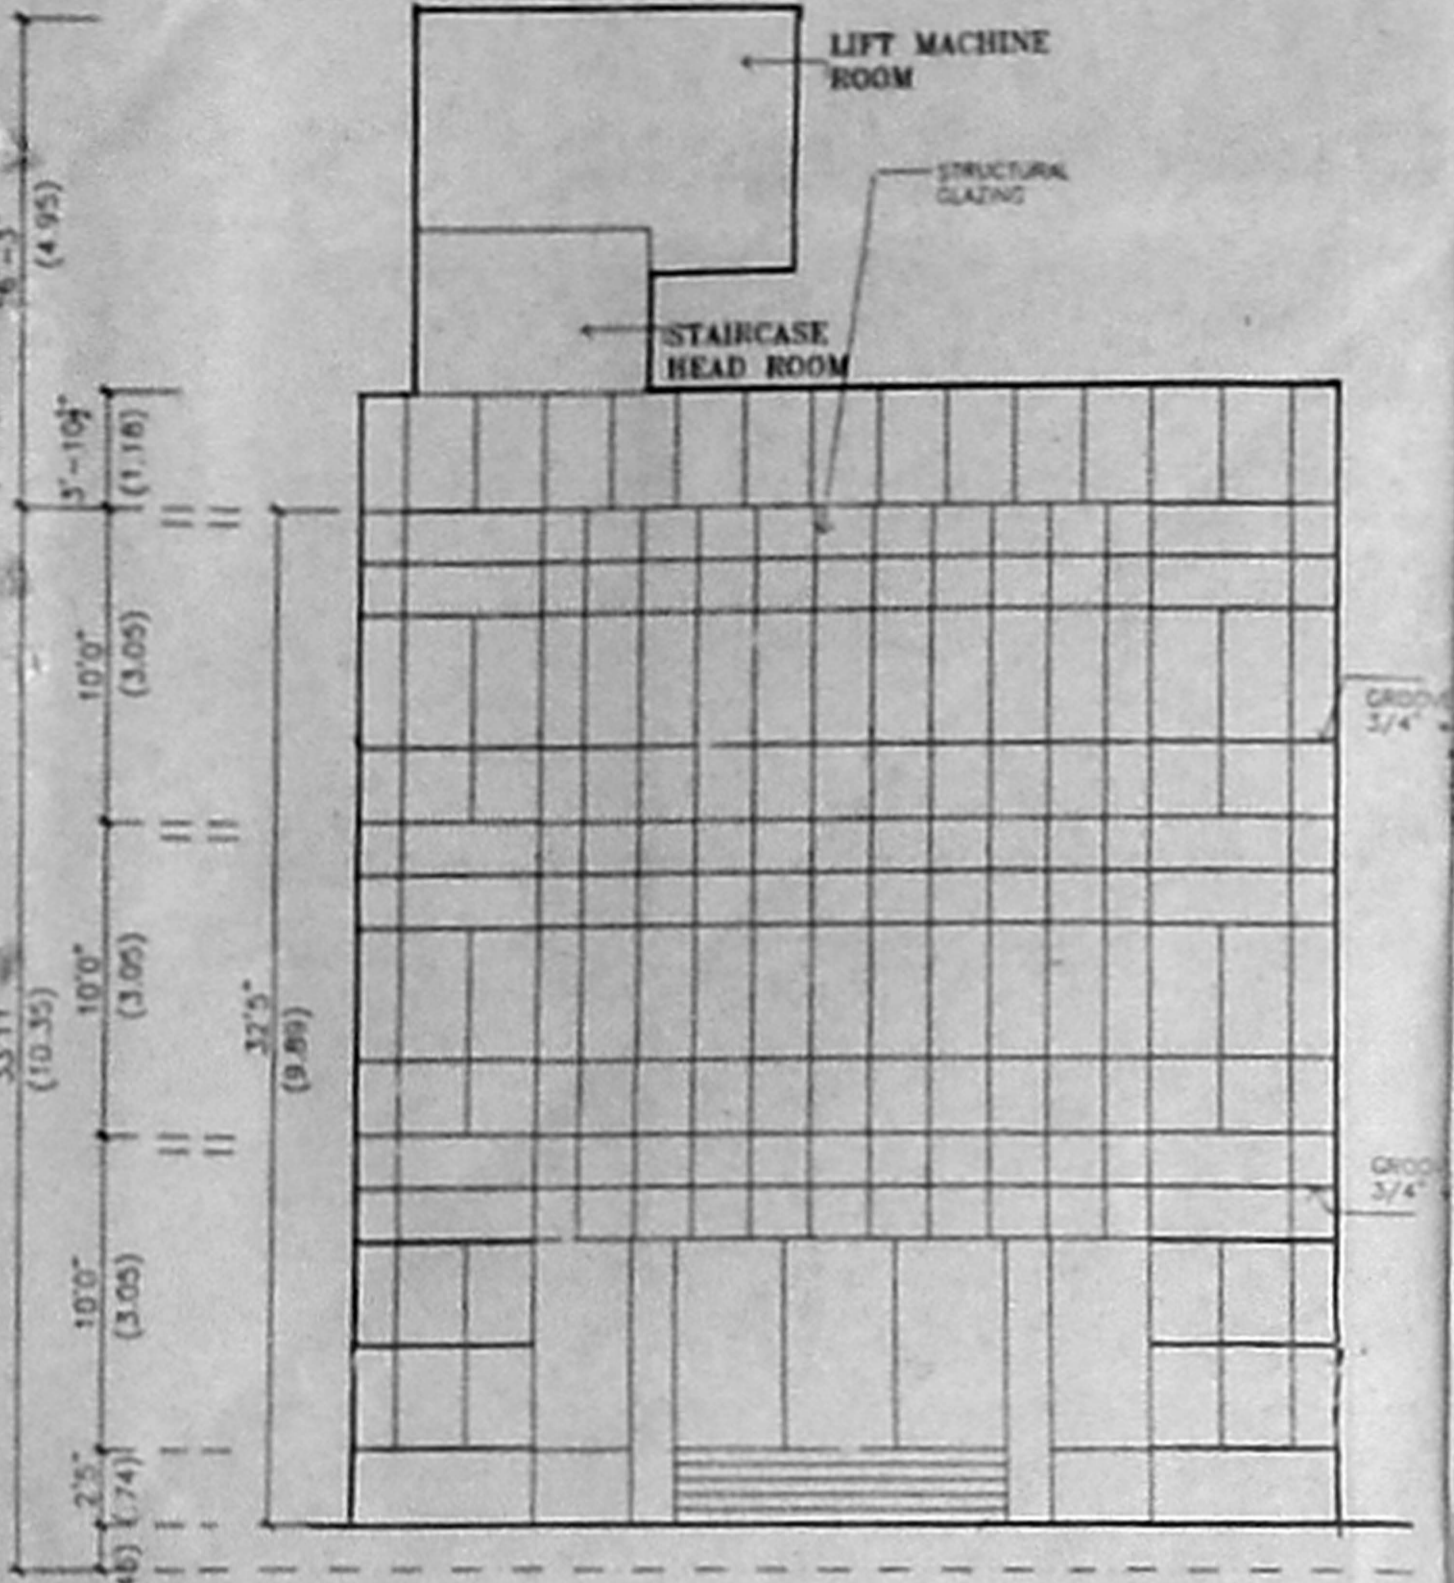 LIFT MACHINE
ROOM
STRUCTURAL
GLAZING
(4.95)
STAIRCASE
HEAD ROOM
3'-10½"
(1.18)
10'0"
(3.05)
3/4"
10'0"
(3.05)
(10.35)
32'5"
(9.89)
3/4"
10'0"
(3.05)
2'5"
(.74)